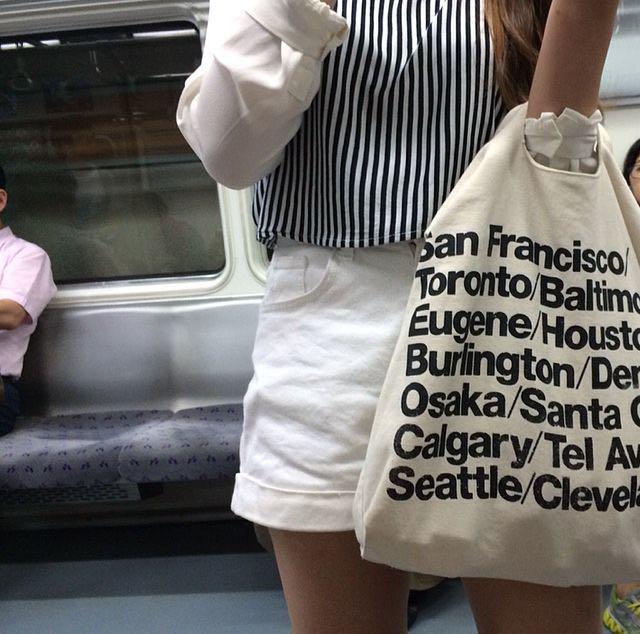 San Francisco/
Toronto/Baltimo
Eugene/Housto
Burlington/Den
Osaka/Santa C
Calgary/Tel Av
Seattle/Clevela